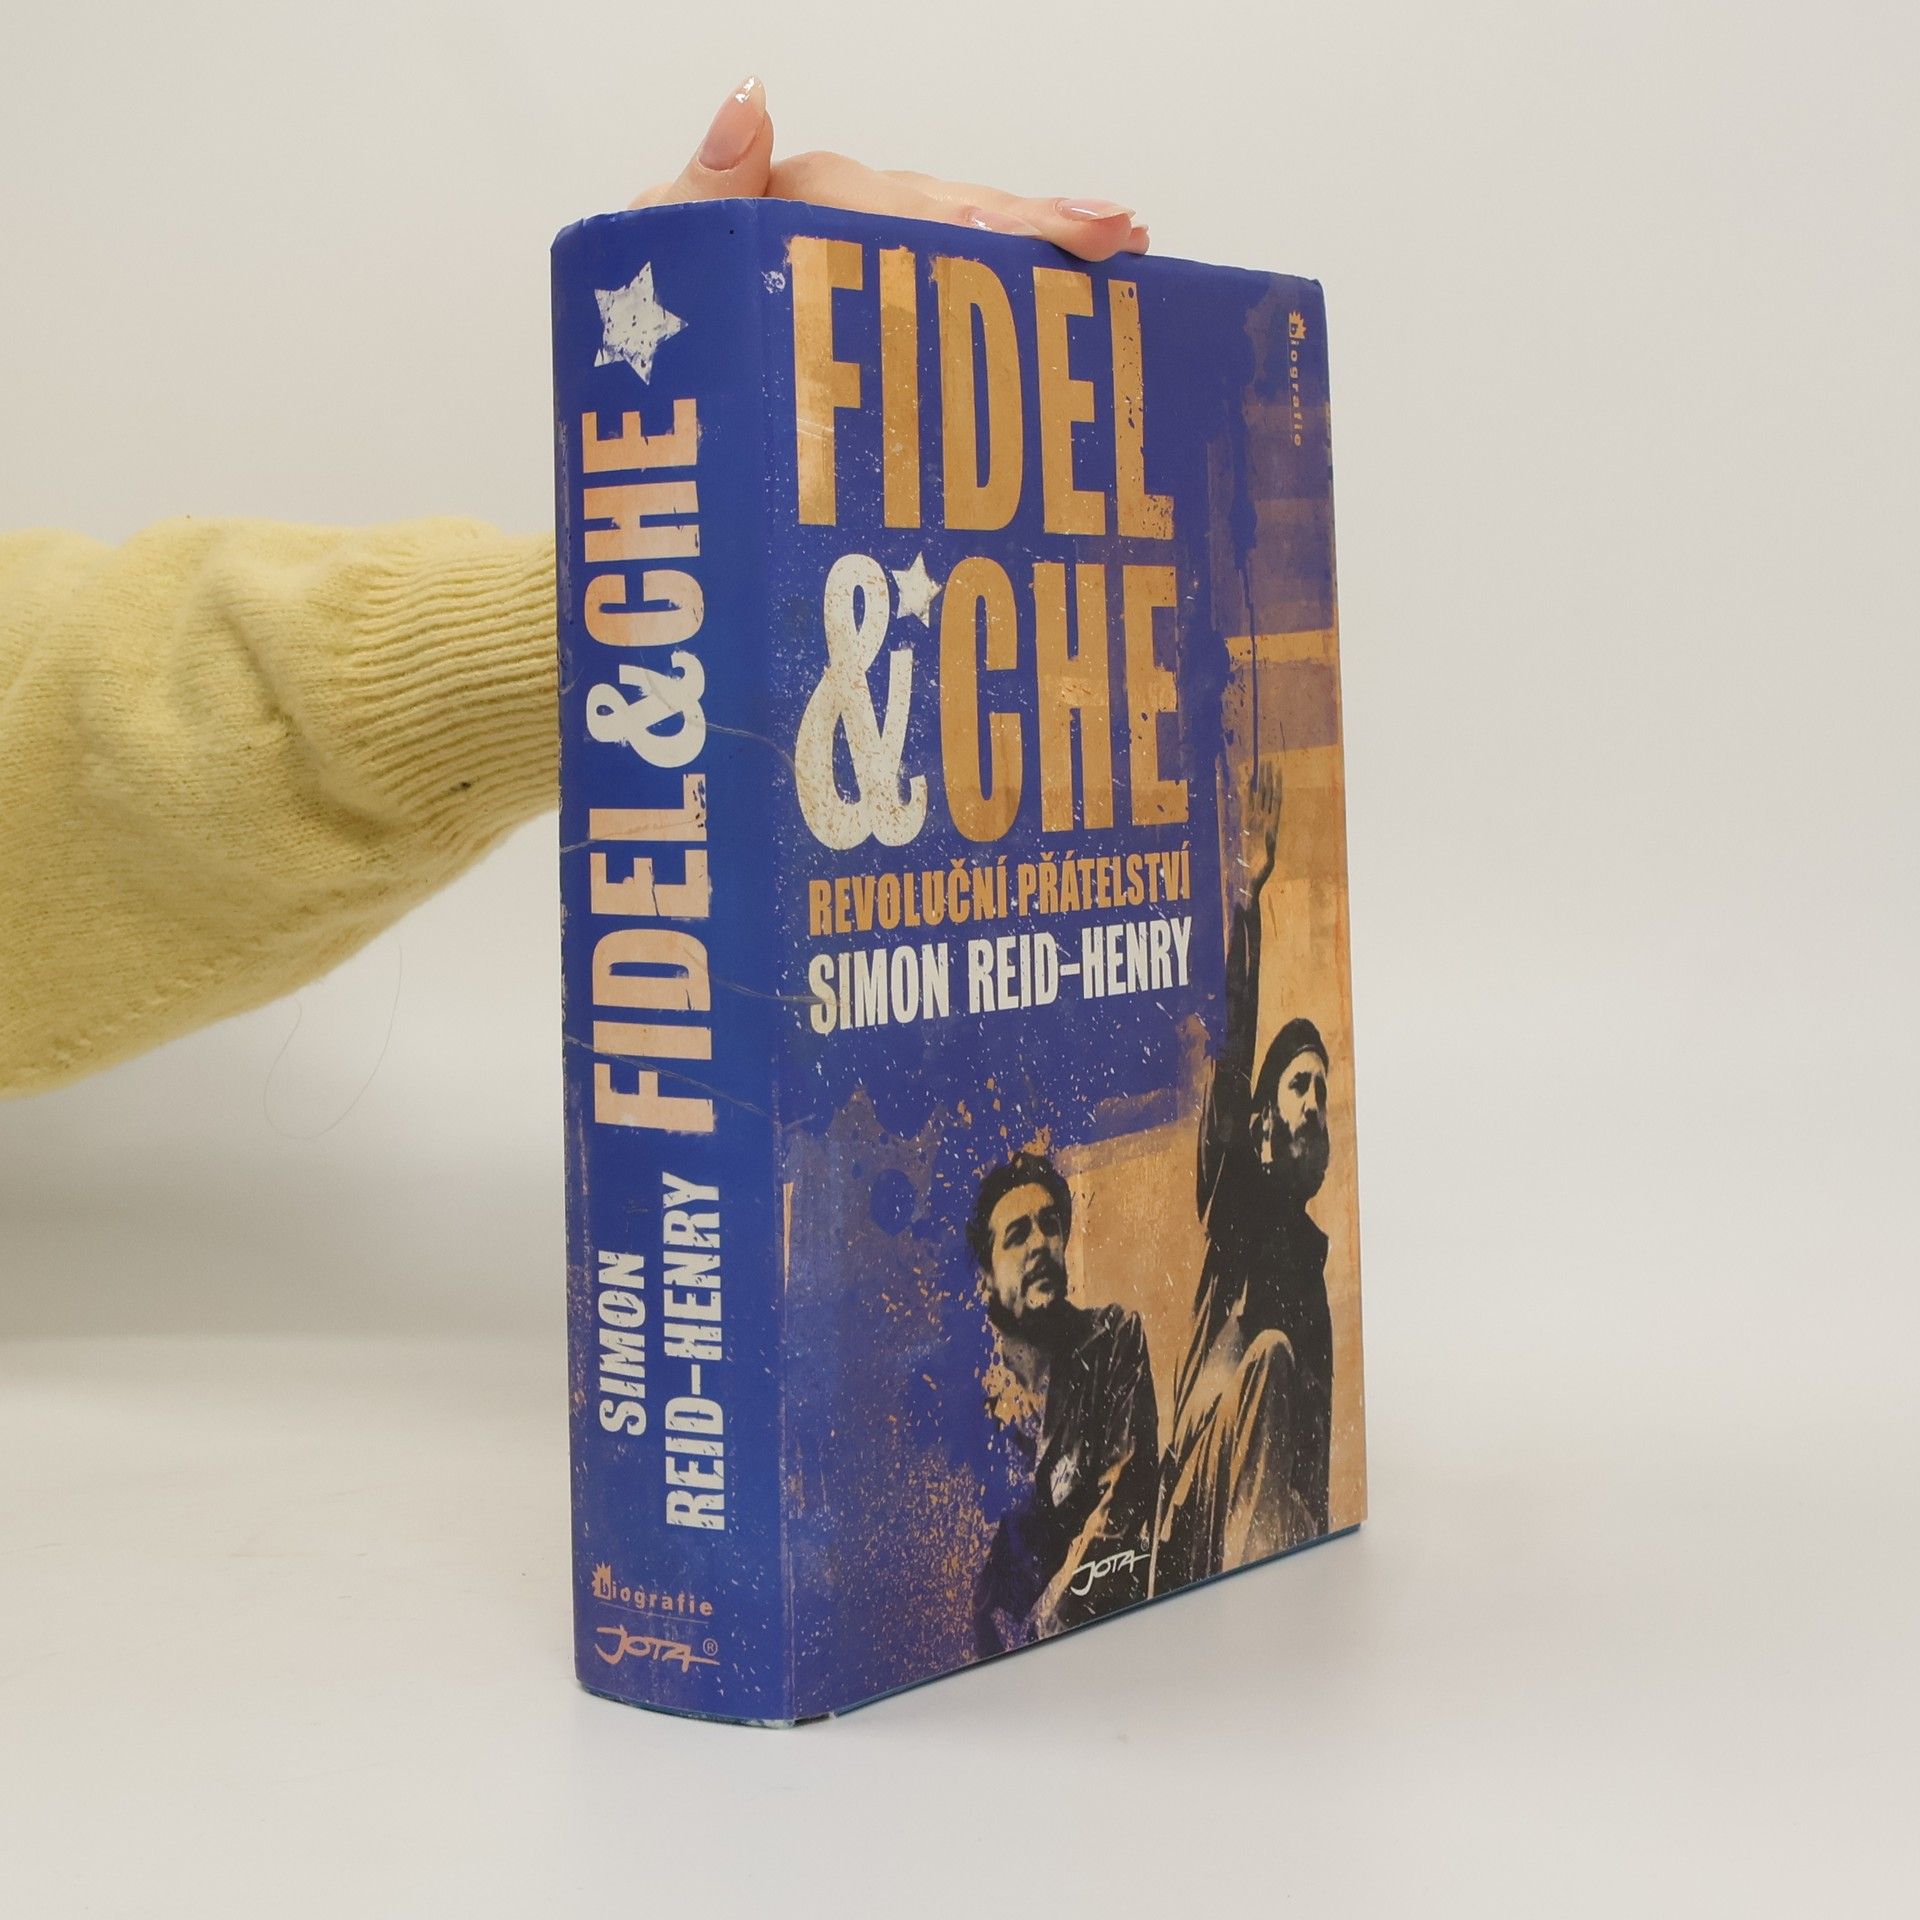 FIDEL&CHE
SIMON
REID-HENRY
biografie
JOTA®
FIDEL
&CHE
REVOLUČNÍ PŘÁTELSTVÍ
SIMON REID-HENRY
biografie
JOTA®